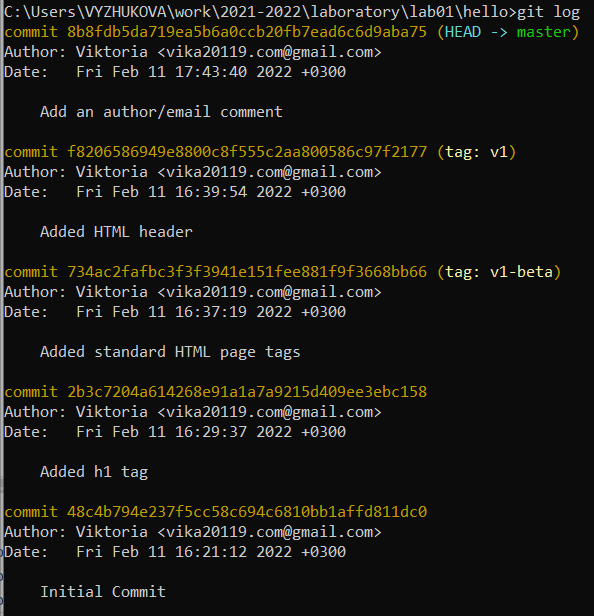 C:\Users\VYZHUKOVA\work\2021-2022\laboratory\lab01\hello>git log
commit 8b8fdb5da719ea5b6a0ccb20fb7ead6c6d9aba75 (HEAD -> master)
Author: Viktoria <vika20119.com@gmail.com>
Date:   Fri Feb 11 17:43:40 2022 +0300

    Add an author/email comment

commit f8206586949e8800c8f555c2aa800586c97f2177 (tag: v1)
Author: Viktoria <vika20119.com@gmail.com>
Date:   Fri Feb 11 16:39:54 2022 +0300

    Added HTML header

commit 734ac2fafbc3f3f3941e151fee881f9f3668bb66 (tag: v1-beta)
Author: Viktoria <vika20119.com@gmail.com>
Date:   Fri Feb 11 16:37:19 2022 +0300

    Added standard HTML page tags

commit 2b3c7204a614268e91a1a7a9215d409ee3ebc158
Author: Viktoria <vika20119.com@gmail.com>
Date:   Fri Feb 11 16:29:37 2022 +0300

    Added h1 tag

commit 48c4b794e237f5cc58c694c6810bb1affd811dc0
Author: Viktoria <vika20119.com@gmail.com>
Date:   Fri Feb 11 16:21:12 2022 +0300

    Initial Commit